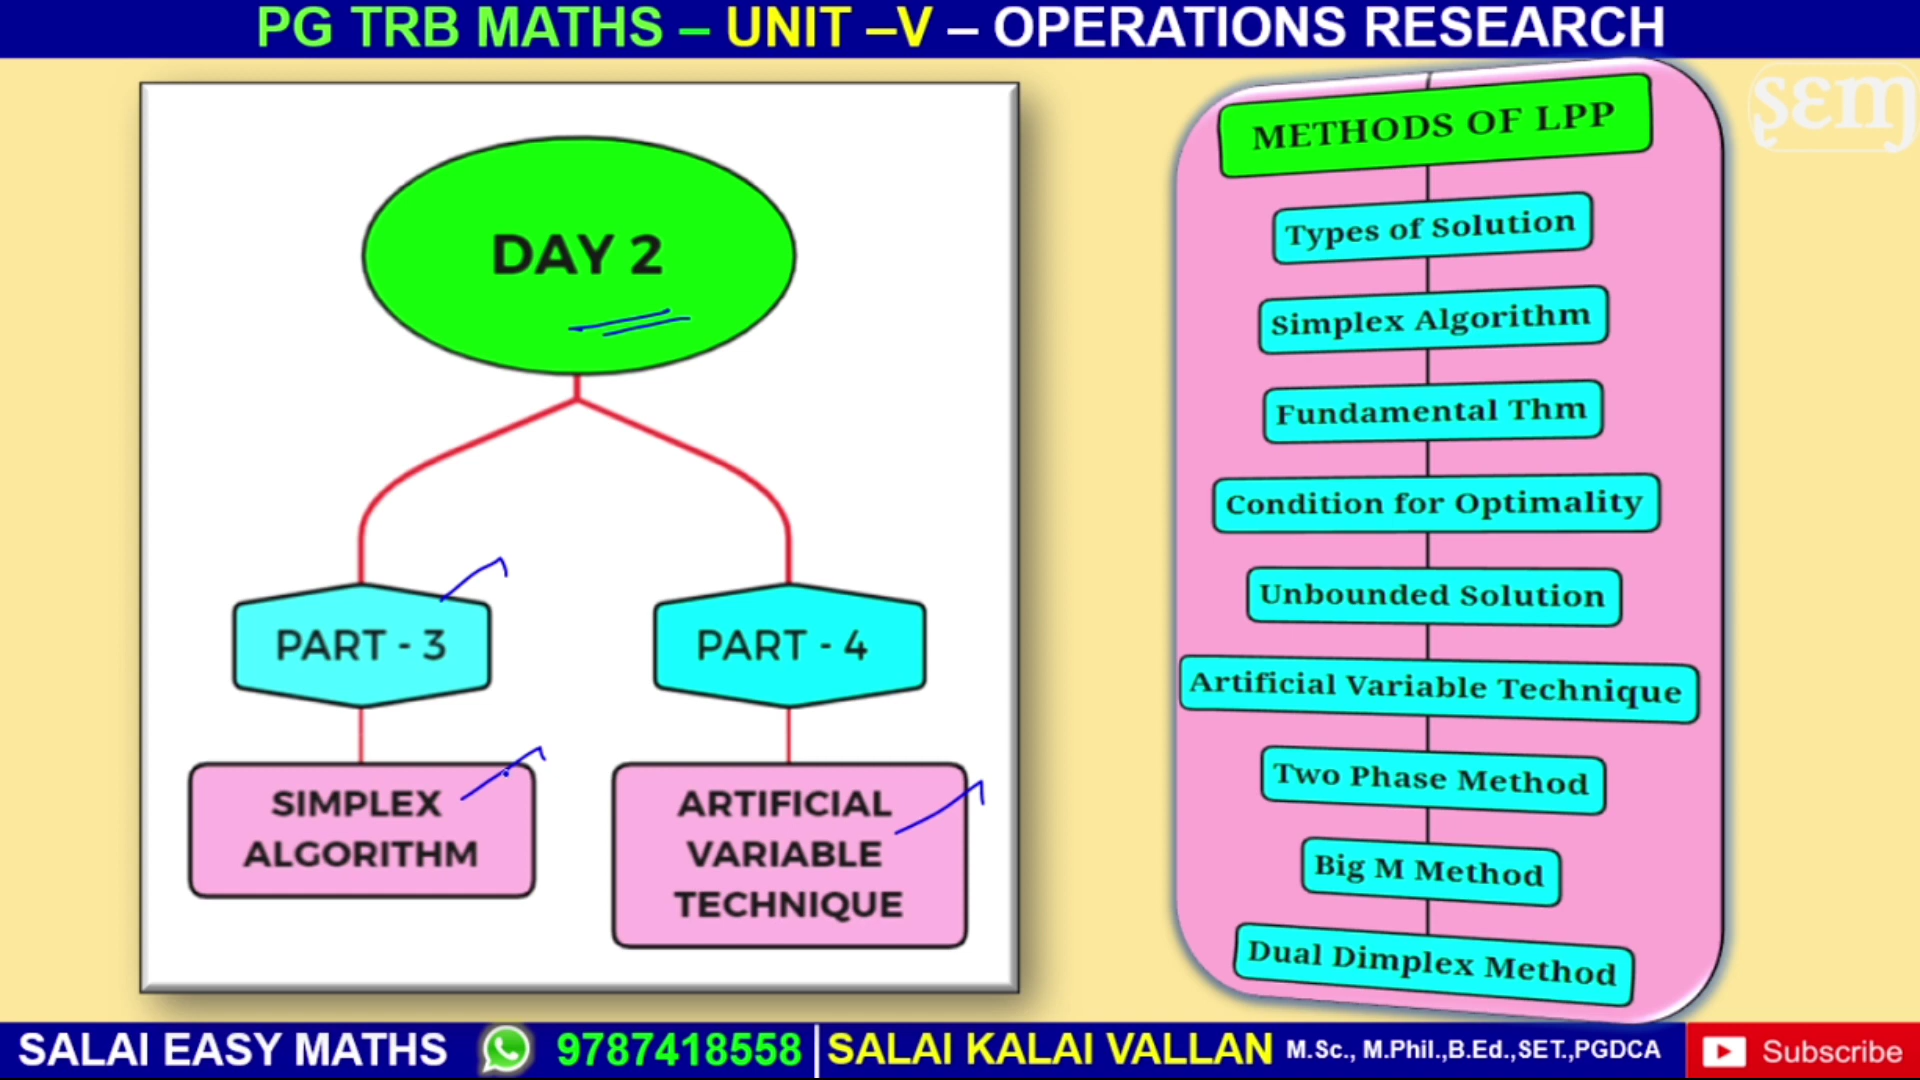 PG TRB MATHS – UNIT –V – OPERATIONS RESEARCH
sem
DAY 2
PART - 3
PART - 4
SIMPLEX
ALGORITHM
ARTIFICIAL
VARIABLE
TECHNIQUE
METHODS OF LPP
Types of Solution
Simplex Algorithm
Fundamental Thm
Condition for Optimality
Unbounded Solution
Artificial Variable Technique
Two Phase Method
Big M Method
Dual Dimplex Method
SALAI EASY MATHS 9787418558 SALAI KALAI VALLAN M.Sc., M.Phil.,B.Ed.,SET.,PGDCA Subscribe